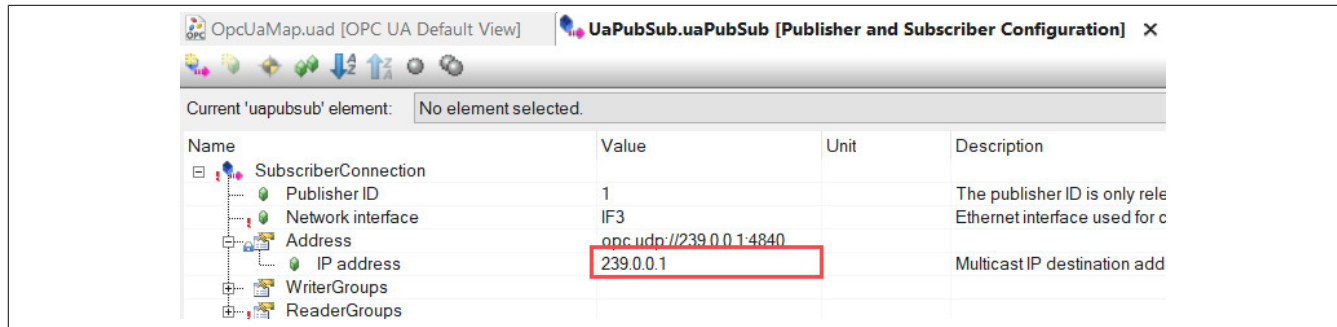 OpcUaMap.uad [OPC UA Default View] UaPubSub.uaPubSub [Publisher and Subscriber Configuration] X
Current 'uapubsub' element: No element selected.
Name Value Unit Description
SubscriberConnection
Publisher ID 1 The publisher ID is only rele
Network interface IF3 Ethernet interface used for c
Address opc.udp://239.0.0.1:4840
IP address 239.0.0.1 Multicast IP destination add
WriterGroups
ReaderGroups